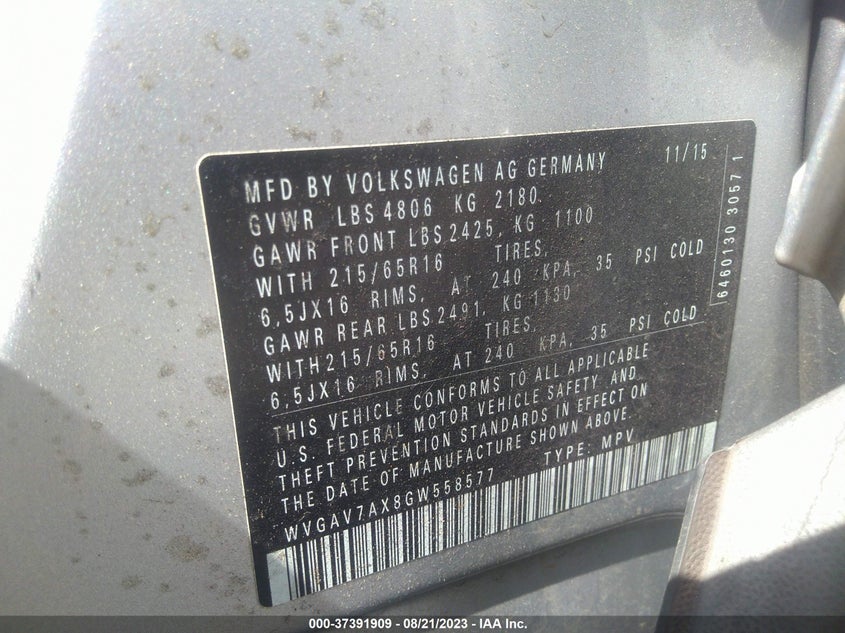 MFD BY VOLKSWAGEN AG GERMANY 11/15
GVWR LBS 4806 KG 2180.
GAWR FRONT LBS 2425, KG 1100
WITH 215/65R16 TIRES,
6,5JX16 RIMS, AT 240 KPA, 35 PSI COLD
GAWR REAR LBS 2491, KG 1130
WITH 215/65R16 TIRES,
6,5JX16 RIMS, AT 240 KPA, 35 PSI COLD
THIS VEHICLE CONFORMS TO ALL APPLICABLE
U.S. FEDERAL MOTOR VEHICLE SAFETY AND
THEFT PREVENTION STANDARDS IN EFFECT ON
THE DATE OF MANUFACTURE SHOWN ABOVE.
WVGAV7AX8GW558577 TYPE: MPV
6460130 3057 1
000-37391909 - 08/21/2023 - IAA Inc.